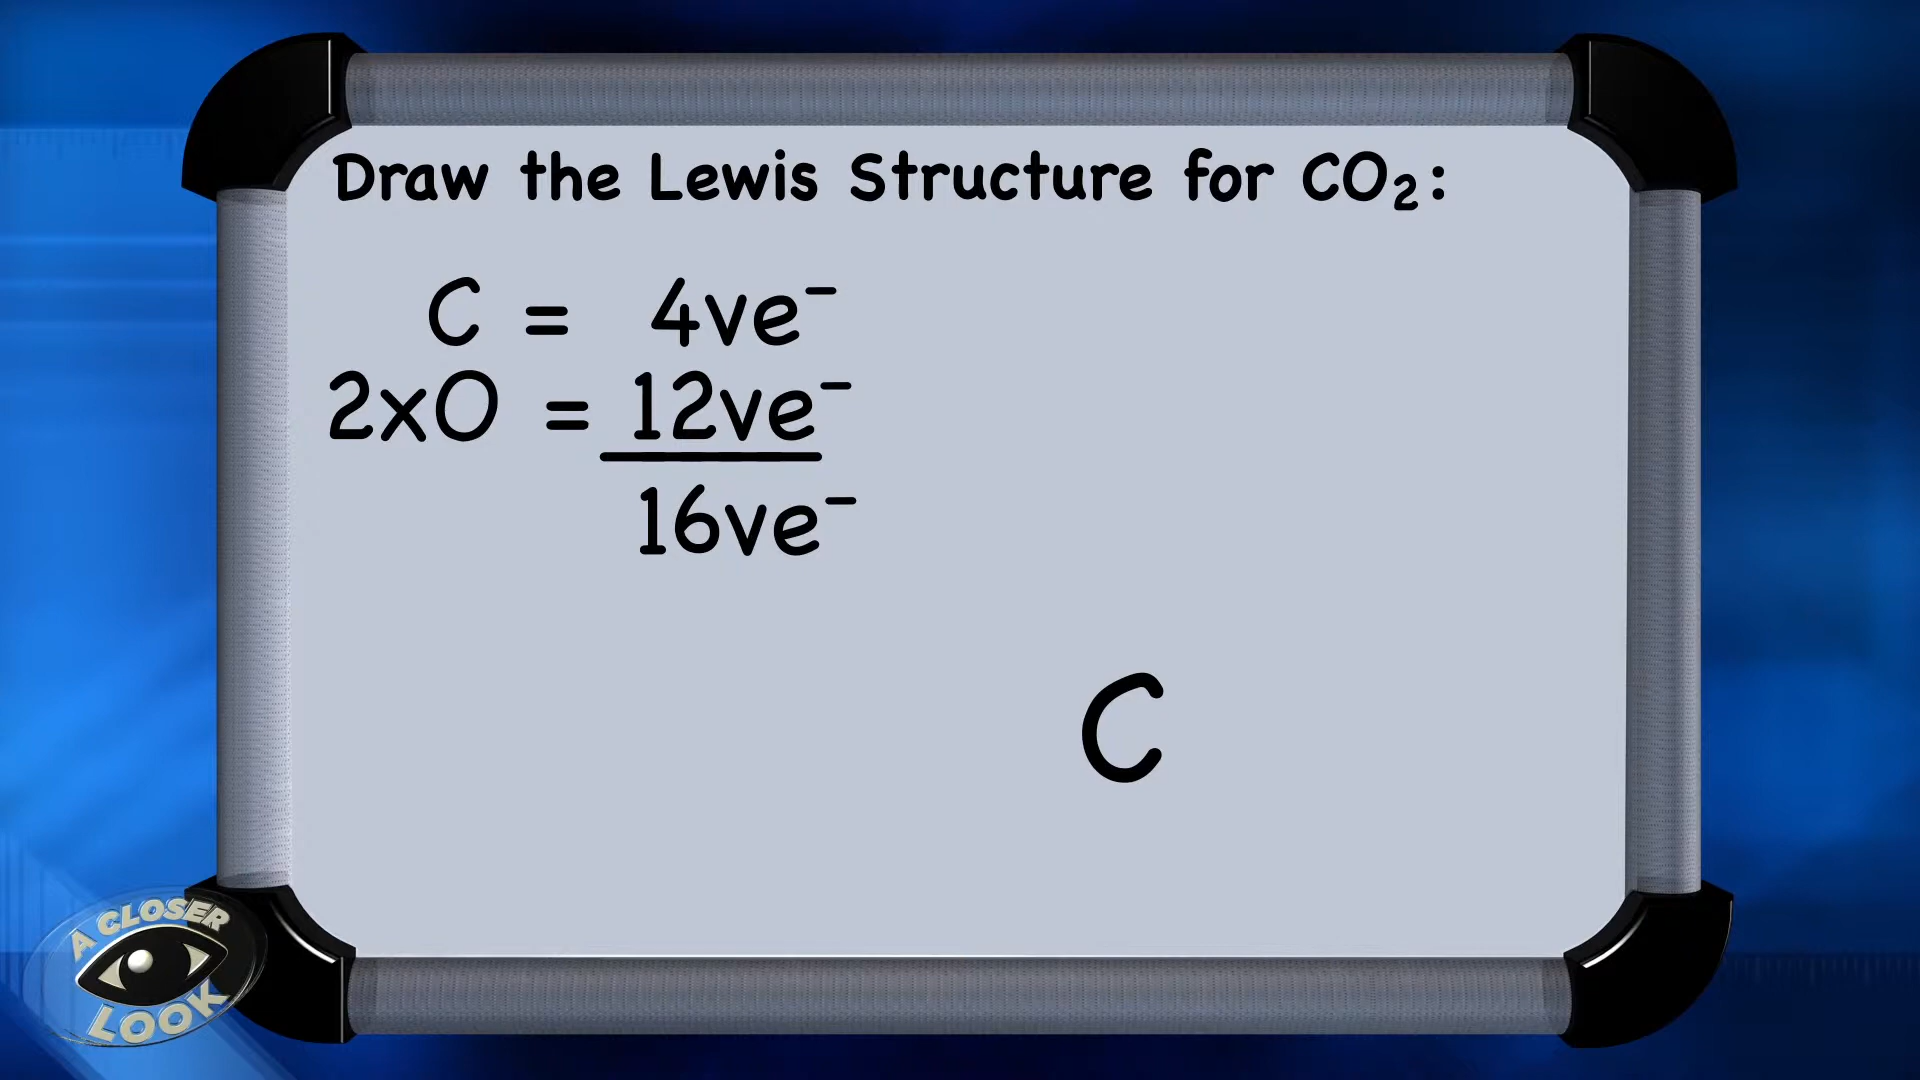 Draw the Lewis Structure for CO₂:
C = 4ve⁻
2xO = 12ve⁻
16ve⁻
C
A CLOSER
LOOK